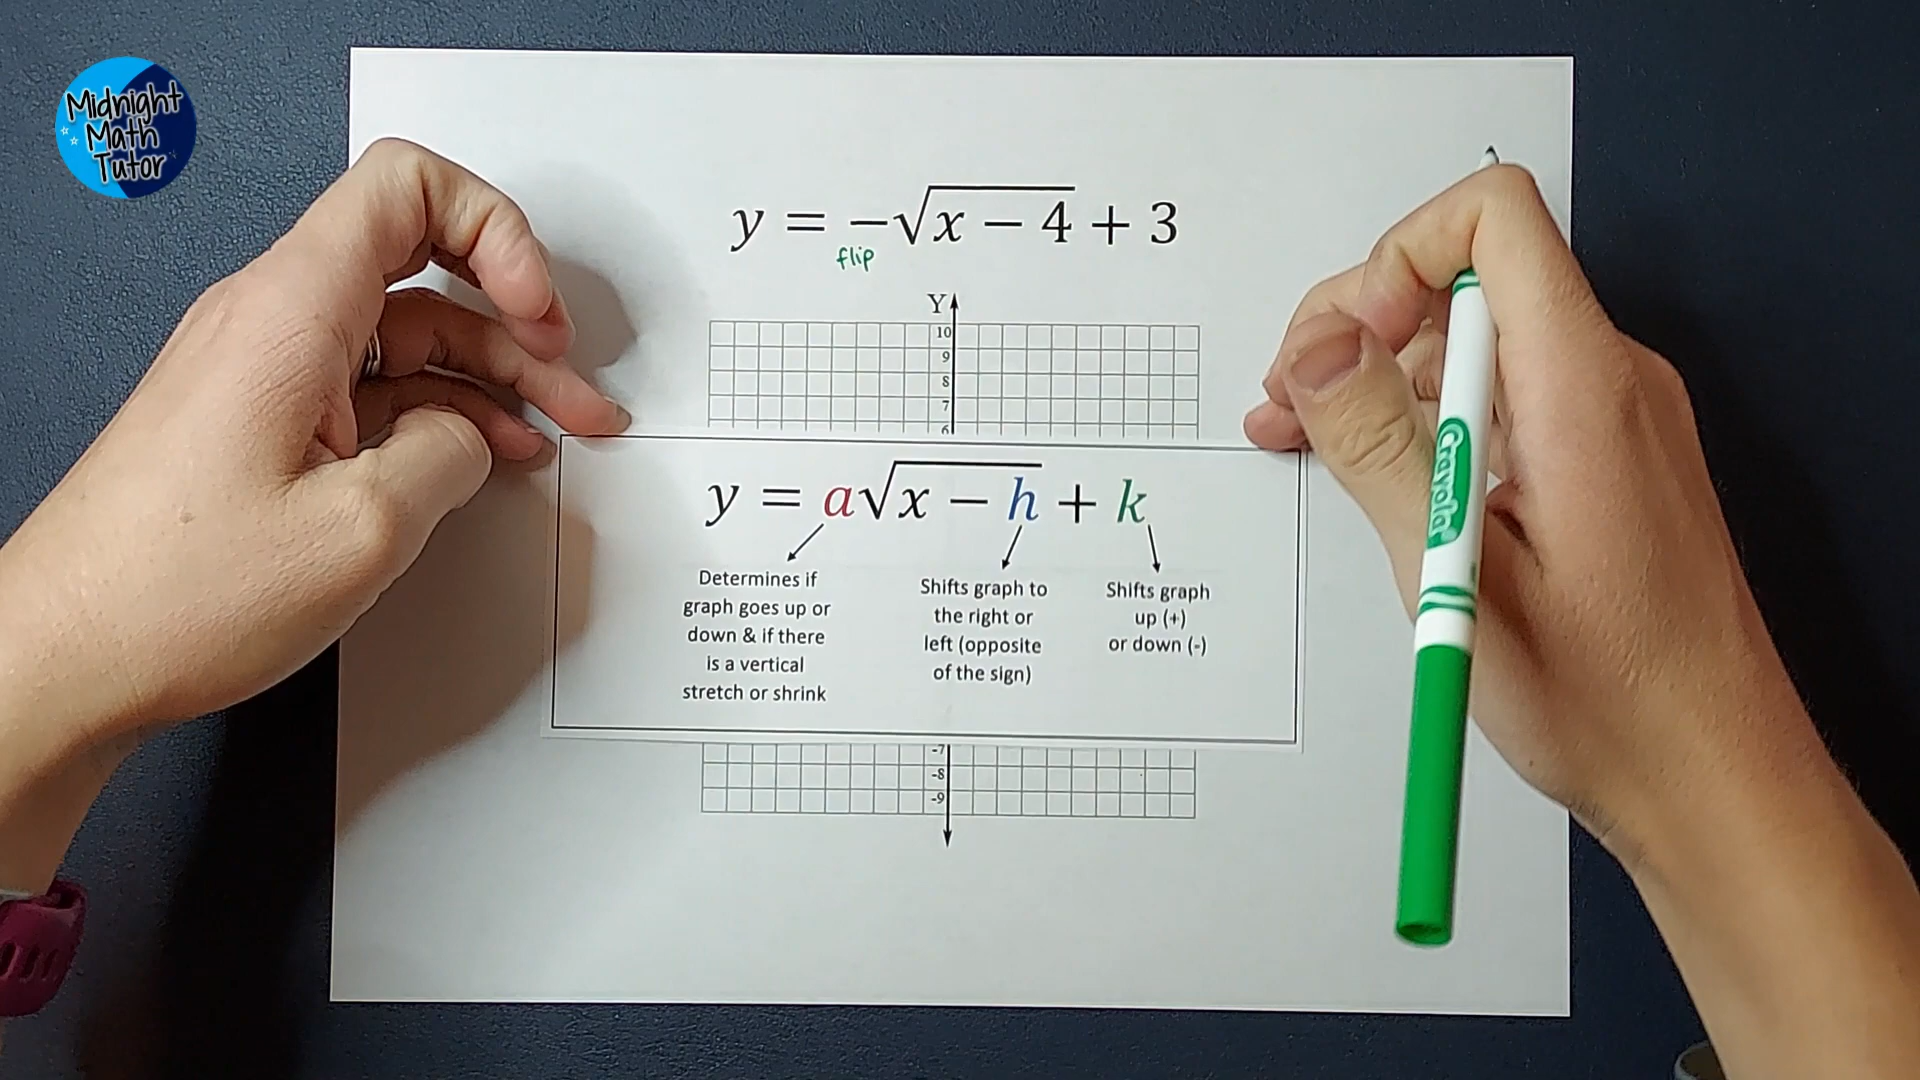 Midnight
Math
Tutor
y = -√(x - 4) + 3
flip
Y
10
9
8
7
6
y = a√(x - h) + k
Determines if
graph goes up or
down & if there
is a vertical
stretch or shrink
Shifts graph to
the right or
left (opposite
of the sign)
Shifts graph
up (+)
or down (-)
-7
-8
-9
Crayola